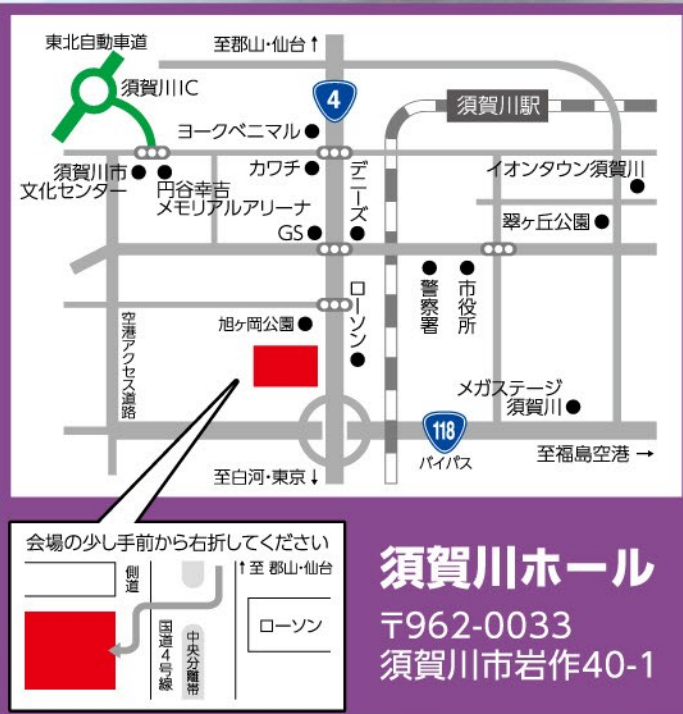 東北自動車道
至郡山・仙台↑
須賀川IC
4
須賀川駅
ヨークベニマル
須賀川市
文化センター
円谷幸吉
メモリアルアリーナ
カワチ
デニーズ
イオンタウン須賀川
GS
翠ヶ丘公園
空港アクセス道路
旭ヶ岡公園
ローソン
警察署
市役所
メガステージ
須賀川
118
バイパス
至福島空港→
至白河・東京↓
会場の少し手前から右折してください
側道
↑至 郡山・仙台
国道4号線
中央分離帯
ローソン
須賀川ホール
〒962-0033
須賀川市岩作40-1